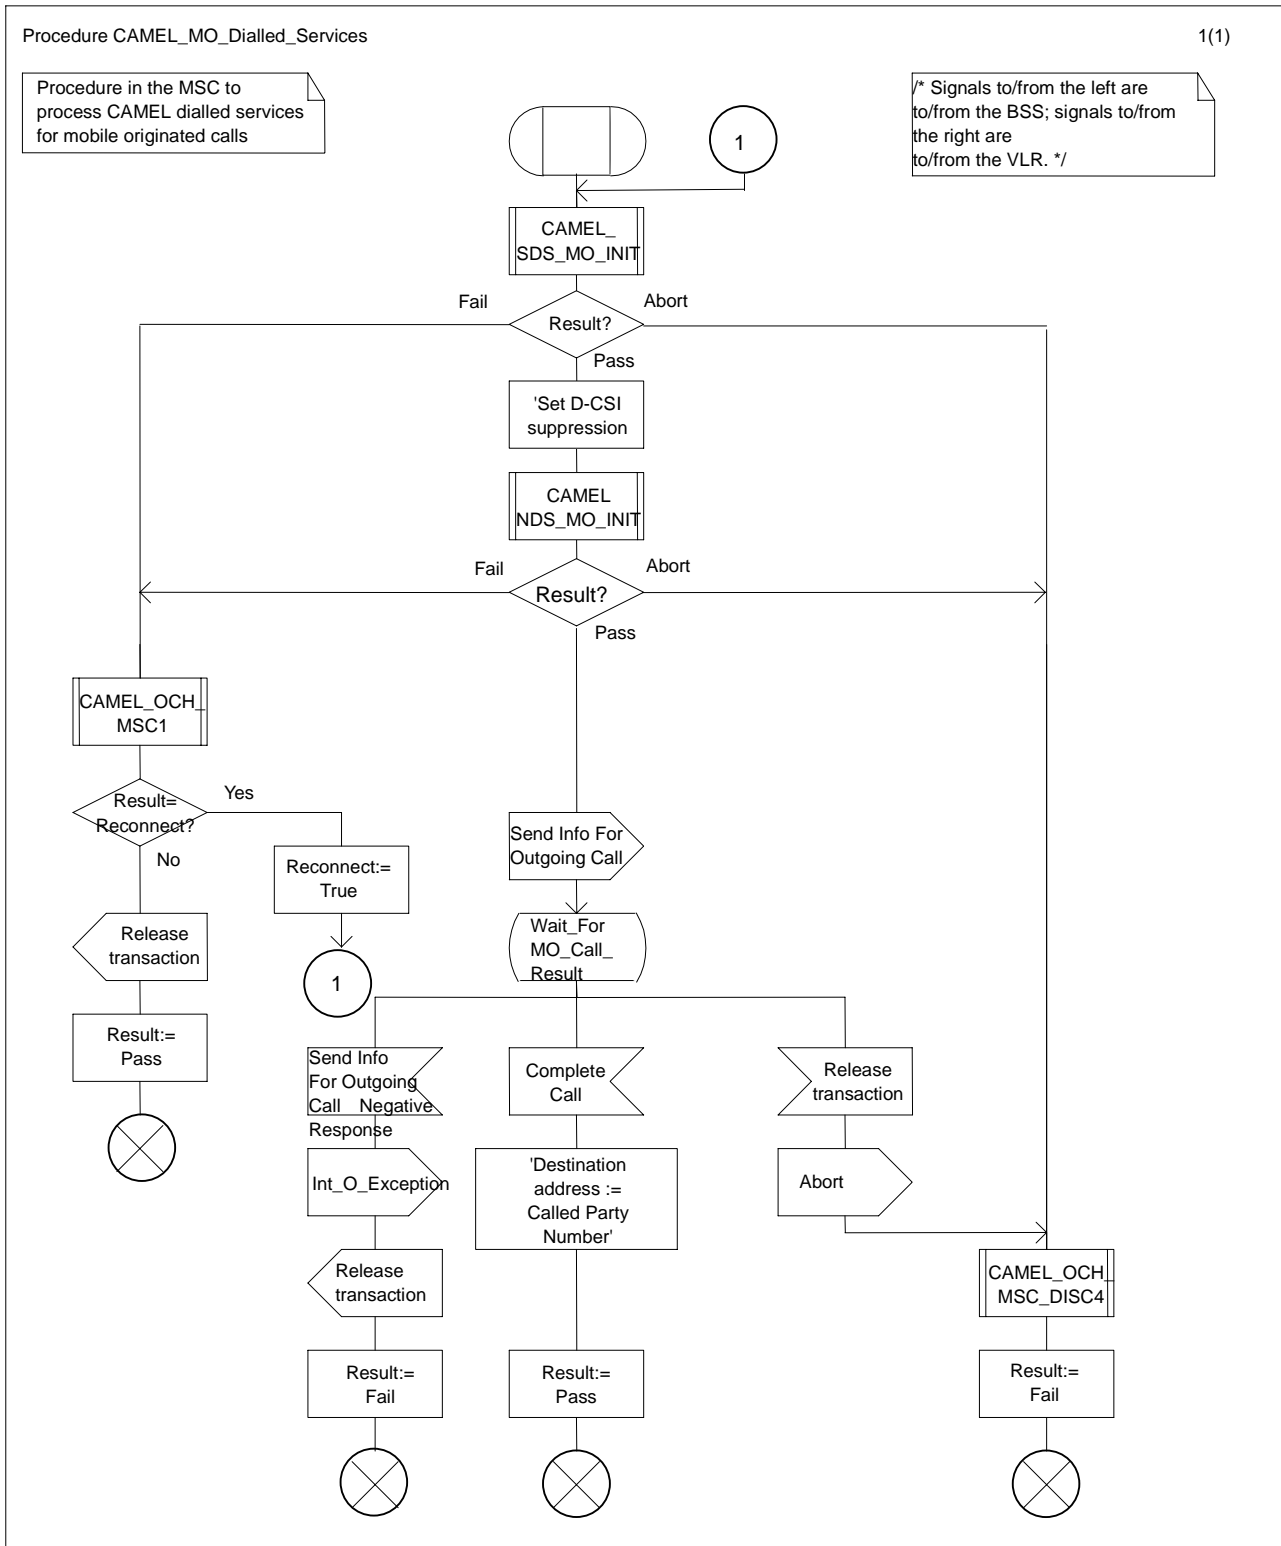 Procedure CAMEL_MO_Dialled_Services
1(1)
Procedure in the MSC to
process CAMEL dialled services
for mobile originated calls
/* Signals to/from the left are
to/from the BSS; signals to/from
the right are
to/from the VLR. */
1
CAMEL_
SDS_MO_INIT
Fail
Abort
Result?
Pass
'Set D-CSI
suppression
CAMEL
NDS_MO_INIT
Fail
Abort
Result?
Pass
CAMEL_OCH_
MSC1
Result=
Reconnect?
Yes
No
Reconnect:=
True
1
Release
transaction
Result:=
Pass
Send Info For
Outgoing Call
Wait_For
MO_Call_
Result
Send Info
For Outgoing
Call Negative
Response
Complete
Call
Release
transaction
Int_O_Exception
'Destination
address :=
Called Party
Number'
Abort
Release
transaction
CAMEL_OCH_
MSC_DISC4
Result:=
Fail
Result:=
Pass
Result:=
Fail